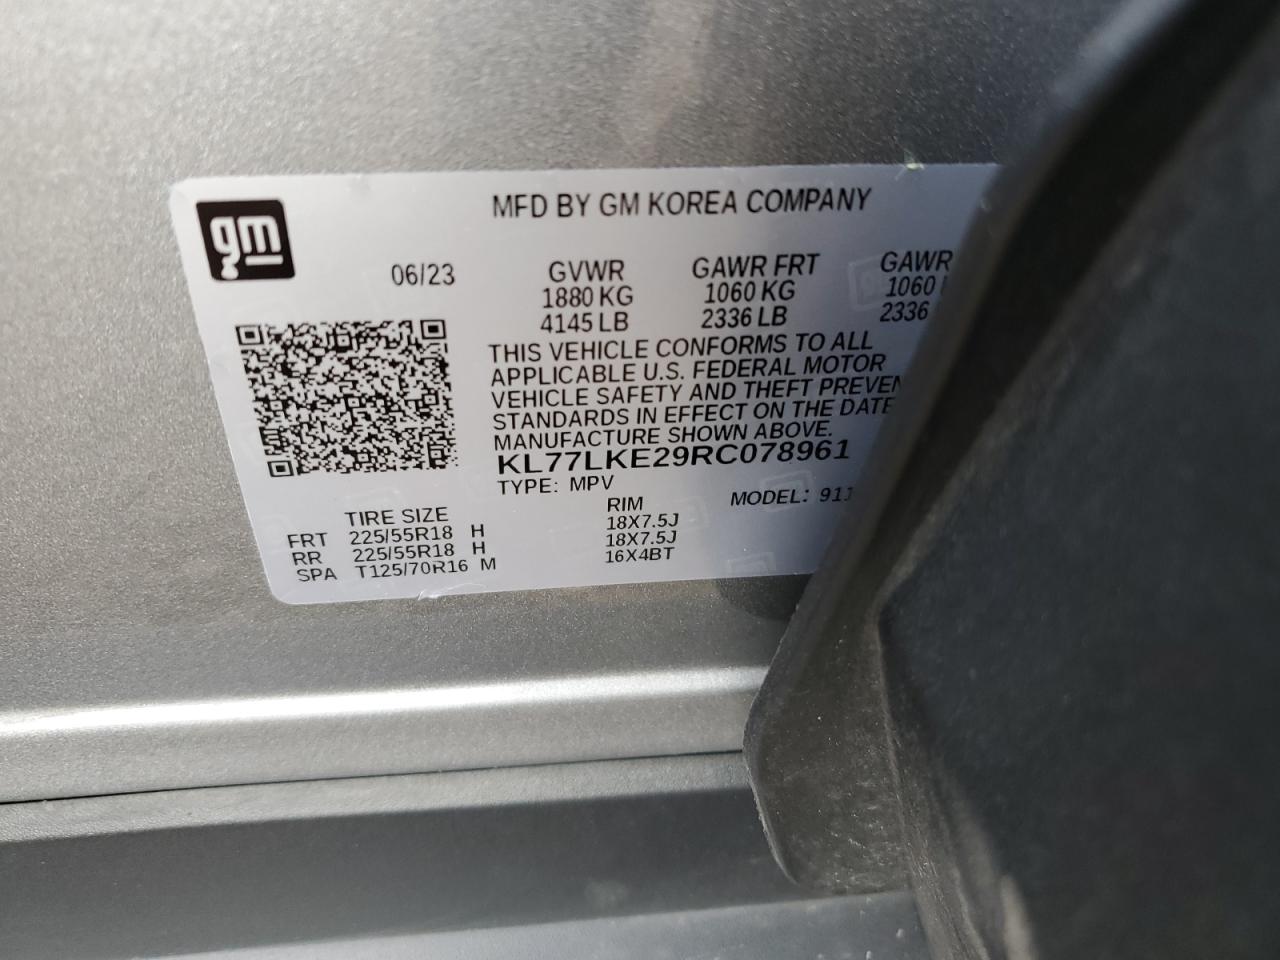 gm
MFD BY GM KOREA COMPANY
06/23
GVWR GAWR FRT GAWR
1880 KG 1060 KG 1060
4145 LB 2336 LB 2336
THIS VEHICLE CONFORMS TO ALL
APPLICABLE U.S. FEDERAL MOTOR
VEHICLE SAFETY AND THEFT PREVEN
STANDARDS IN EFFECT ON THE DATE
MANUFACTURE SHOWN ABOVE.
KL77LKE29RC078961
TYPE: MPV MODEL: 911
TIRE SIZE RIM
FRT 225/55R18 H 18X7.5J
RR 225/55R18 H 18X7.5J
SPA T125/70R16 M 16X4BT